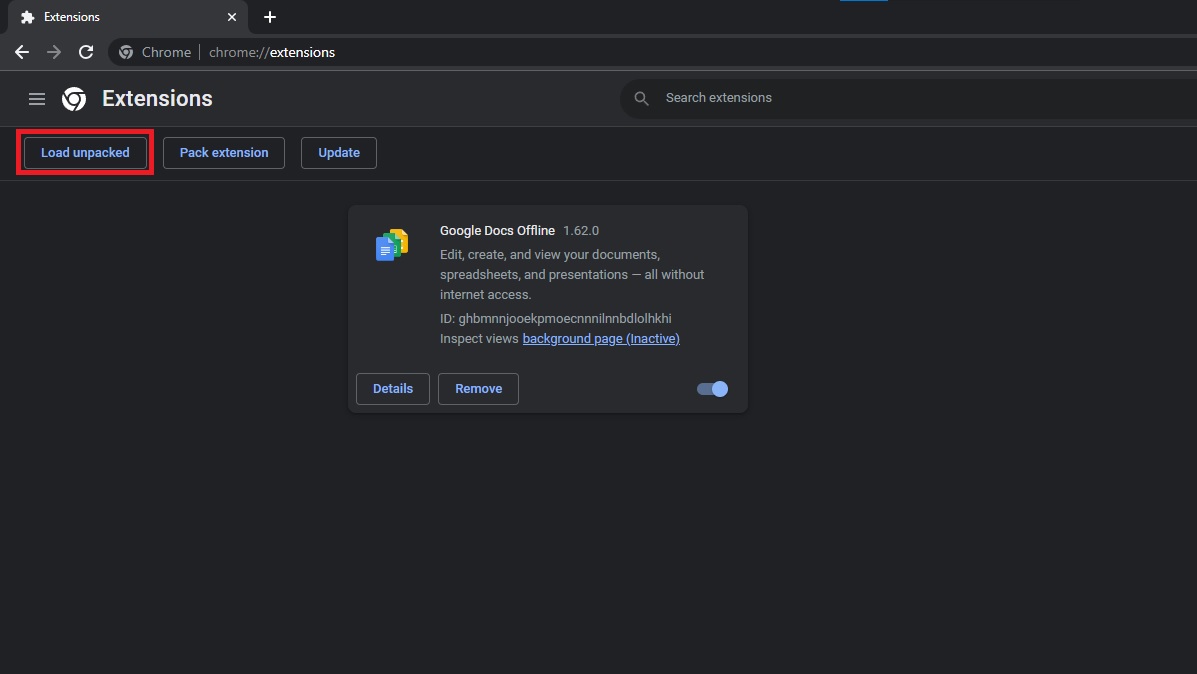 Extensions
Chrome chrome://extensions
Extensions
Search extensions
Load unpacked Pack extension Update
Google Docs Offline 1.62.0
Edit, create, and view your documents,
spreadsheets, and presentations — all without
internet access.
ID: ghbmnnjooekpmoecnnnilnnbdlolhkhi
Inspect views background page (Inactive)
Details Remove